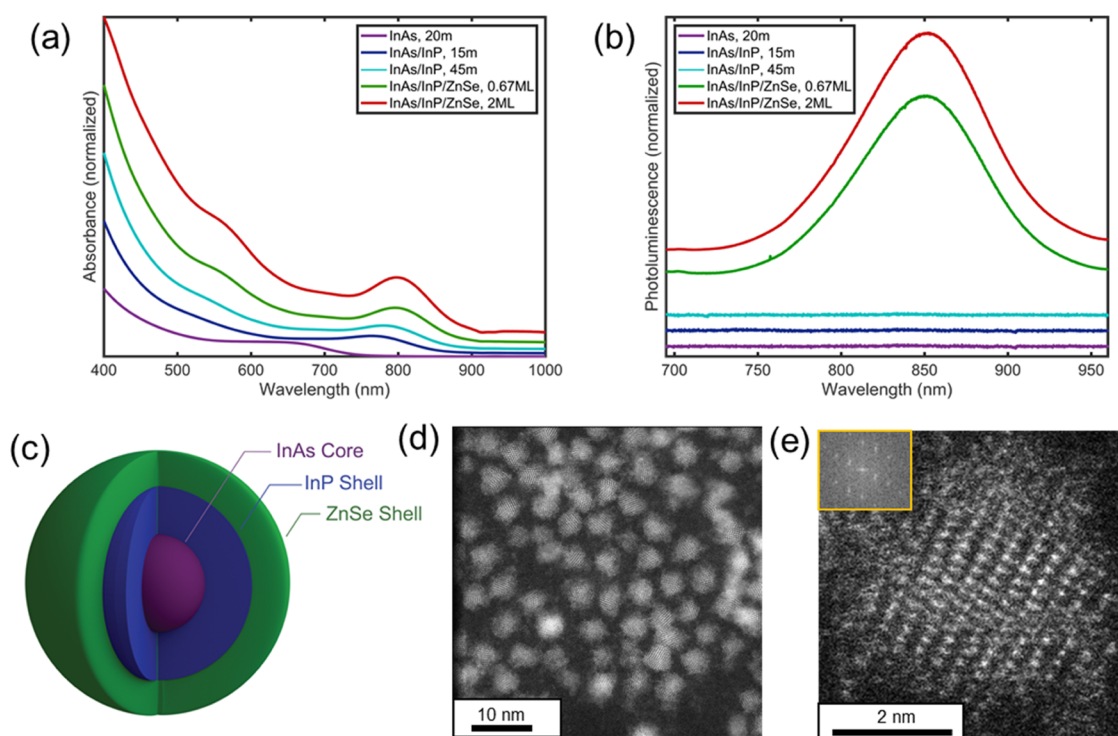 (a)
InAs, 20m
InAs/InP, 15m
InAs/InP, 45m
InAs/InP/ZnSe, 0.67ML
InAs/InP/ZnSe, 2ML
Absorbance (normalized)
400 500 600 700 800 900 1000
Wavelength (nm)
(b)
InAs, 20m
InAs/InP, 15m
InAs/InP, 45m
InAs/InP/ZnSe, 0.67ML
InAs/InP/ZnSe, 2ML
Photoluminescence (normalized)
700 750 800 850 900 950
Wavelength (nm)
(c)
InAs Core
InP Shell
ZnSe Shell
(d)
10 nm
(e)
2 nm